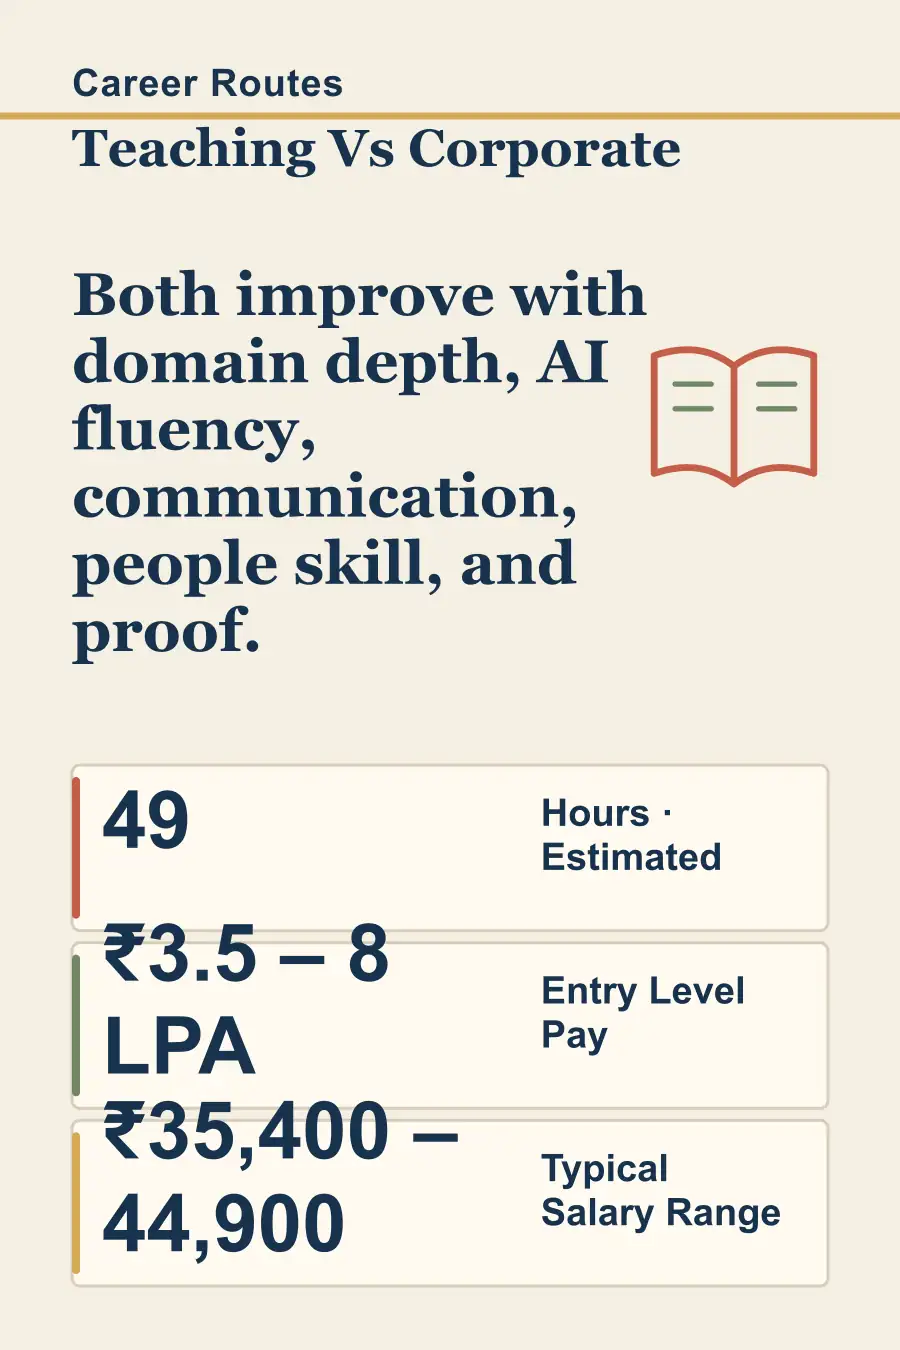 Career Routes
Teaching Vs Corporate
Both improve with
domain depth, AI
fluency,
communication,
people skill, and
proof.
49
Hours ·
Estimated
₹3.5 – 8
LPA
Entry Level
Pay
₹35,400 –
44,900
Typical
Salary Range